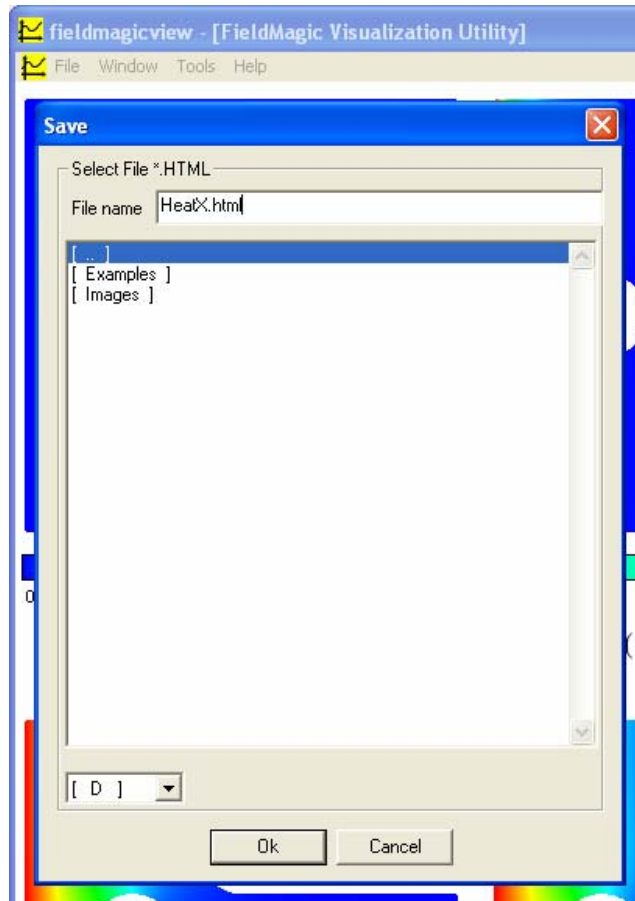 fieldmagicview - [FieldMagic Visualization Utility]
File Window Tools Help
Save
Select File *.HTML
File name HeatX.html
[ .. ]
[ Examples ]
[ Images ]
0
(
[ D ]
Ok Cancel